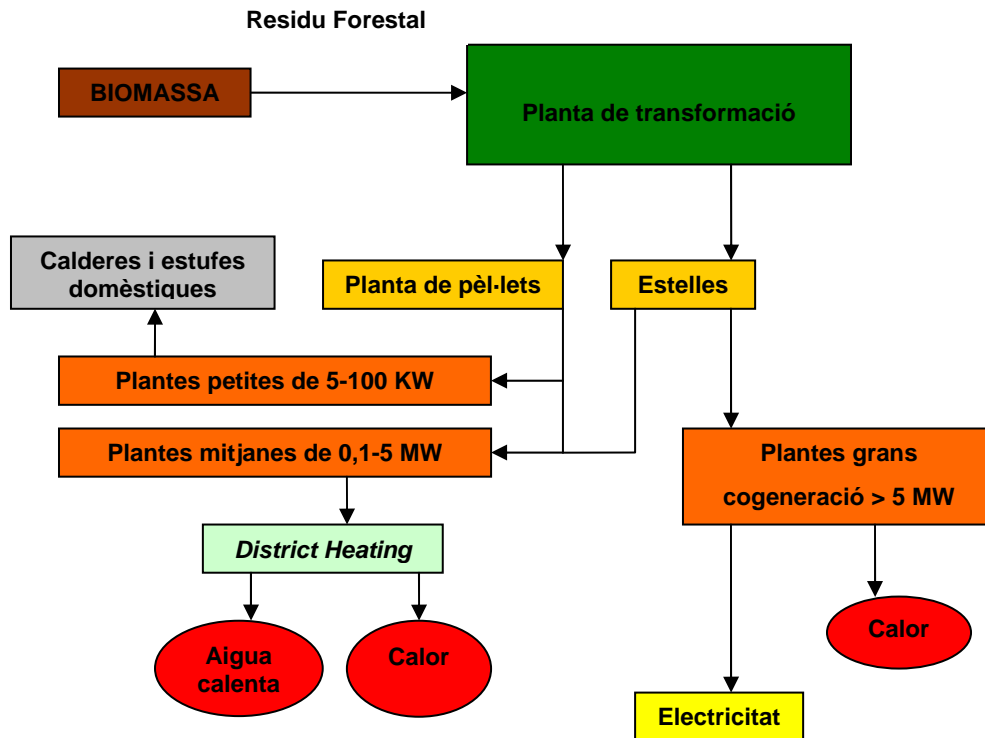 Residu Forestal
BIOMASSA
Planta de transformació
Calderes i estufes
domèstiques
Planta de pèl·lets
Estelles
Plantes petites de 5-100 KW
Plantes mitjanes de 0,1-5 MW
Plantes grans
cogeneració > 5 MW
District Heating
Aigua
calenta
Calor
Calor
Electricitat